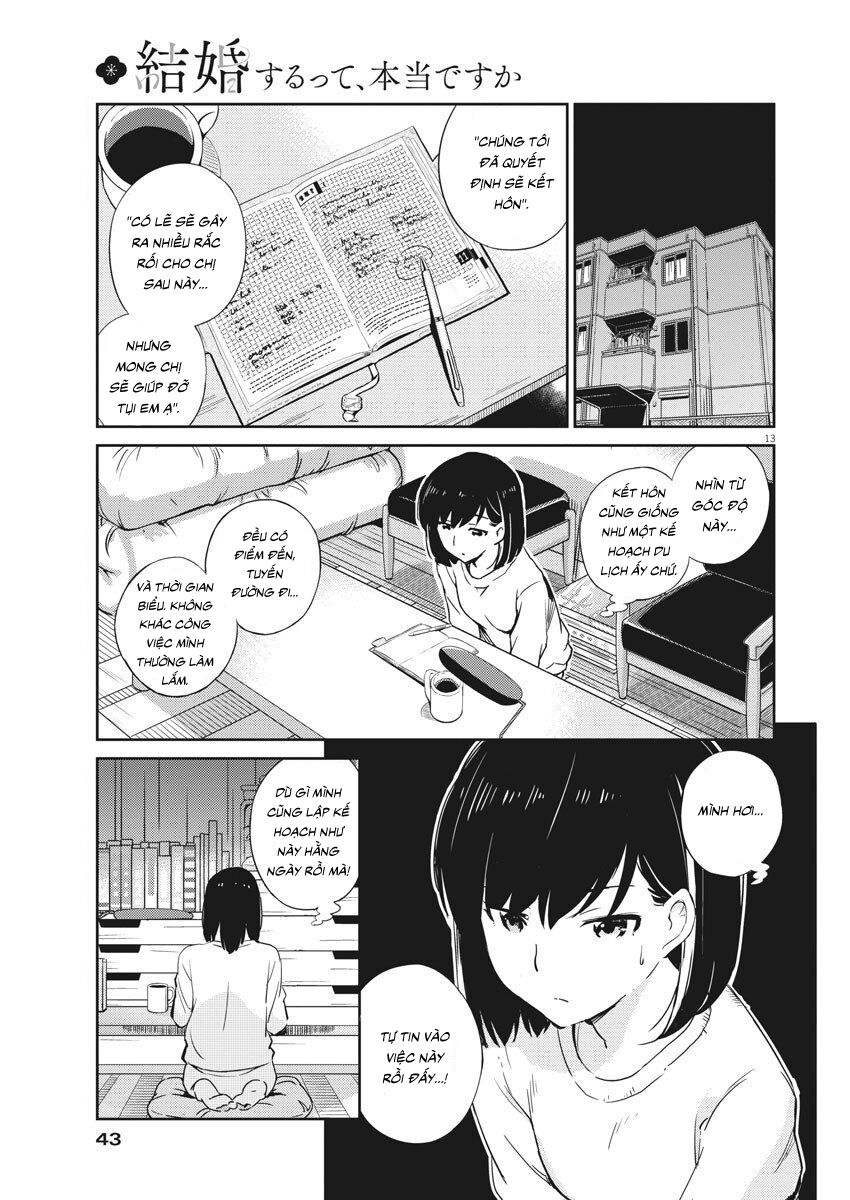 結婚するって、本当ですか
"CHÚNG TÔI
ĐÃ QUYẾT
ĐỊNH SẼ KẾT
HÔN".
"CÓ LẼ SẼ GÂY
RA NHIỀU RẮC
RỐI CHO CHỊ
SAU NÀY...
NHƯNG
MONG CHỊ
SẼ GIÚP ĐỠ
TỤI EM Ạ".
13
NHÌN TỪ
GÓC ĐỘ
NÀY...
KẾT HÔN
CŨNG GIỐNG
NHƯ MỘT KẾ
HOẠCH DU
LỊCH ẤY CHỨ.
ĐỀU CÓ
ĐIỂM ĐẾN,
TUYẾN
ĐƯỜNG ĐI...
VÀ THỜI GIAN
BIỂU. KHÔNG
KHÁC CÔNG
VIỆC MÌNH
THƯỜNG LÀM
LẮM.
MÌNH HƠI...
TỰ TIN VÀO
VIỆC NÀY
RỒI ĐẤY...!
DÙ GÌ MÌNH
CŨNG LẬP KẾ
HOẠCH NHƯ
NÀY HẰNG
NGÀY RỒI MÀ!
43